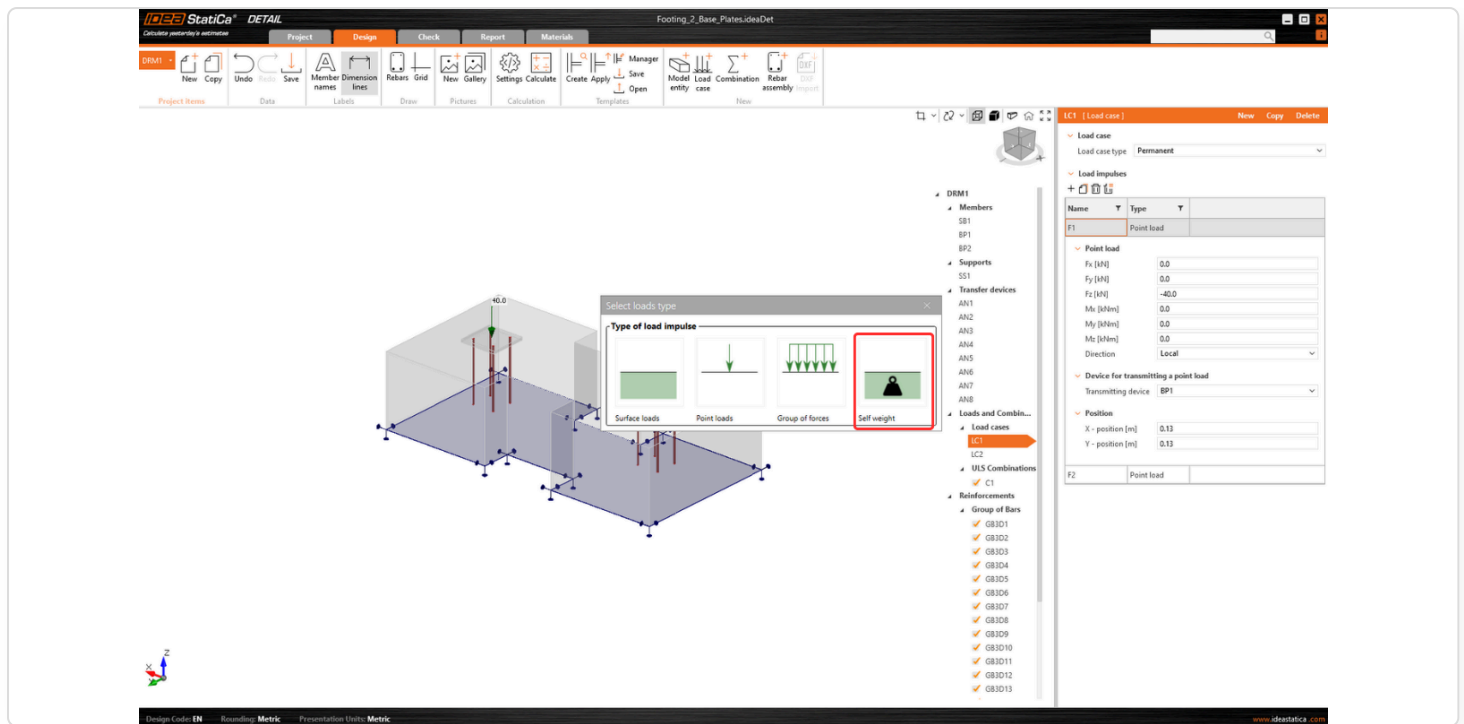 IDEA StatiCa® DETAIL
Calculate yesterday's estimates
Footing_2_Base_Plates.ideaDet
Project
Design
Check
Report
Materials
DRM1
New
Copy
Undo
Redo
Save
Member names
Dimension lines
Rebars
Grid
New
Gallery
Settings
Calculate
Create
Apply
Manager
Save
Open
Model entity
Load case
Combination
Rebar assembly
DXF
DXF Import
Project Items
Data
Labels
Draw
Pictures
Calculation
Templates
New
40.0
Select loads type
Type of load impulse
Surface loads
Point loads
Group of forces
Self weight
DRM1
Members
SB1
BP1
BP2
Supports
SS1
Transfer devices
AN1
AN2
AN3
AN4
AN5
AN6
AN7
AN8
Loads and Combin...
Load cases
LC1
LC2
ULS Combinations
C1
Reinforcements
Group of Bars
GB3D1
GB3D2
GB3D3
GB3D4
GB3D5
GB3D6
GB3D7
GB3D8
GB3D9
GB3D10
GB3D11
GB3D12
GB3D13
LC1 [Load case] New Copy Delete
Load case
Load case type Permanent
Load impulses
Name Type
F1 Point load
Point load
Fx [kN] 0.0
Fy [kN] 0.0
Fz [kN] -40.0
Mx [kNm] 0.0
My [kNm] 0.0
Mz [kNm] 0.0
Direction Local
Device for transmitting a point load
Transmitting device BP1
Position
X - position [m] 0.13
Y - position [m] 0.13
F2 Point load
Z
X
Design Code: EN Rounding: Metric Presentation Units: Metric
www.ideastatica.com